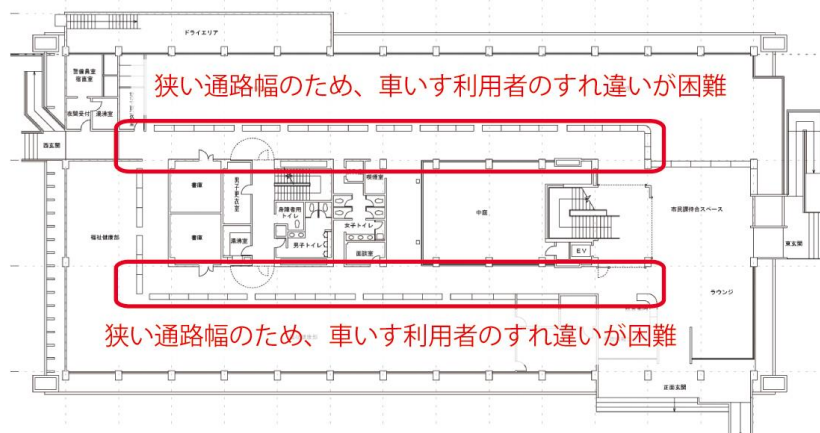 ドライエリア
警備員室
宿直室
狭い通路幅のため、車いす利用者のすれ違いが困難
夜間受付
湯沸室
西玄関
書庫
男子更衣室
喫煙室
身障者用
トイレ
女子トイレ
中庭
市民課待合スペース
福祉健康部
書庫
湯沸室
男子トイレ
面談室
EV
東玄関
ラウンジ
狭い通路幅のため、車いす利用者のすれ違いが困難
正面玄関